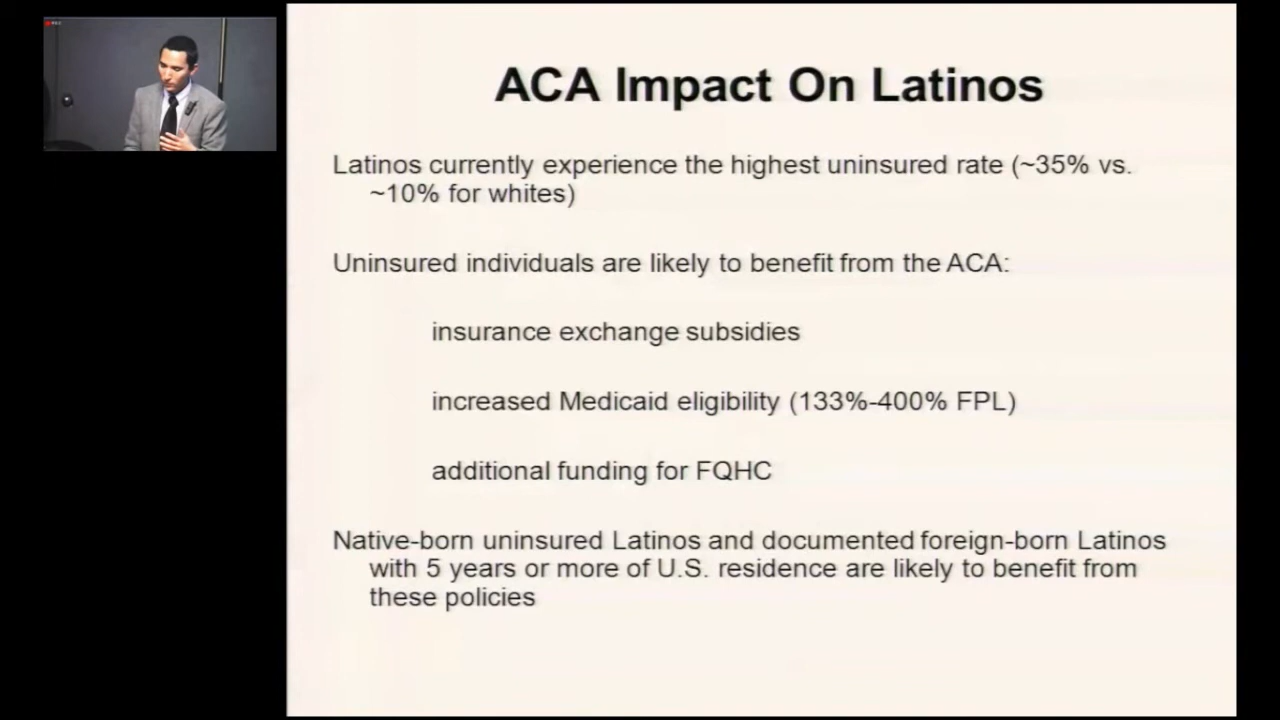 ACA Impact On Latinos
Latinos currently experience the highest uninsured rate (~35% vs.
~10% for whites)
Uninsured individuals are likely to benefit from the ACA:
insurance exchange subsidies
increased Medicaid eligibility (133%-400% FPL)
additional funding for FQHC
Native-born uninsured Latinos and documented foreign-born Latinos
with 5 years or more of U.S. residence are likely to benefit from
these policies